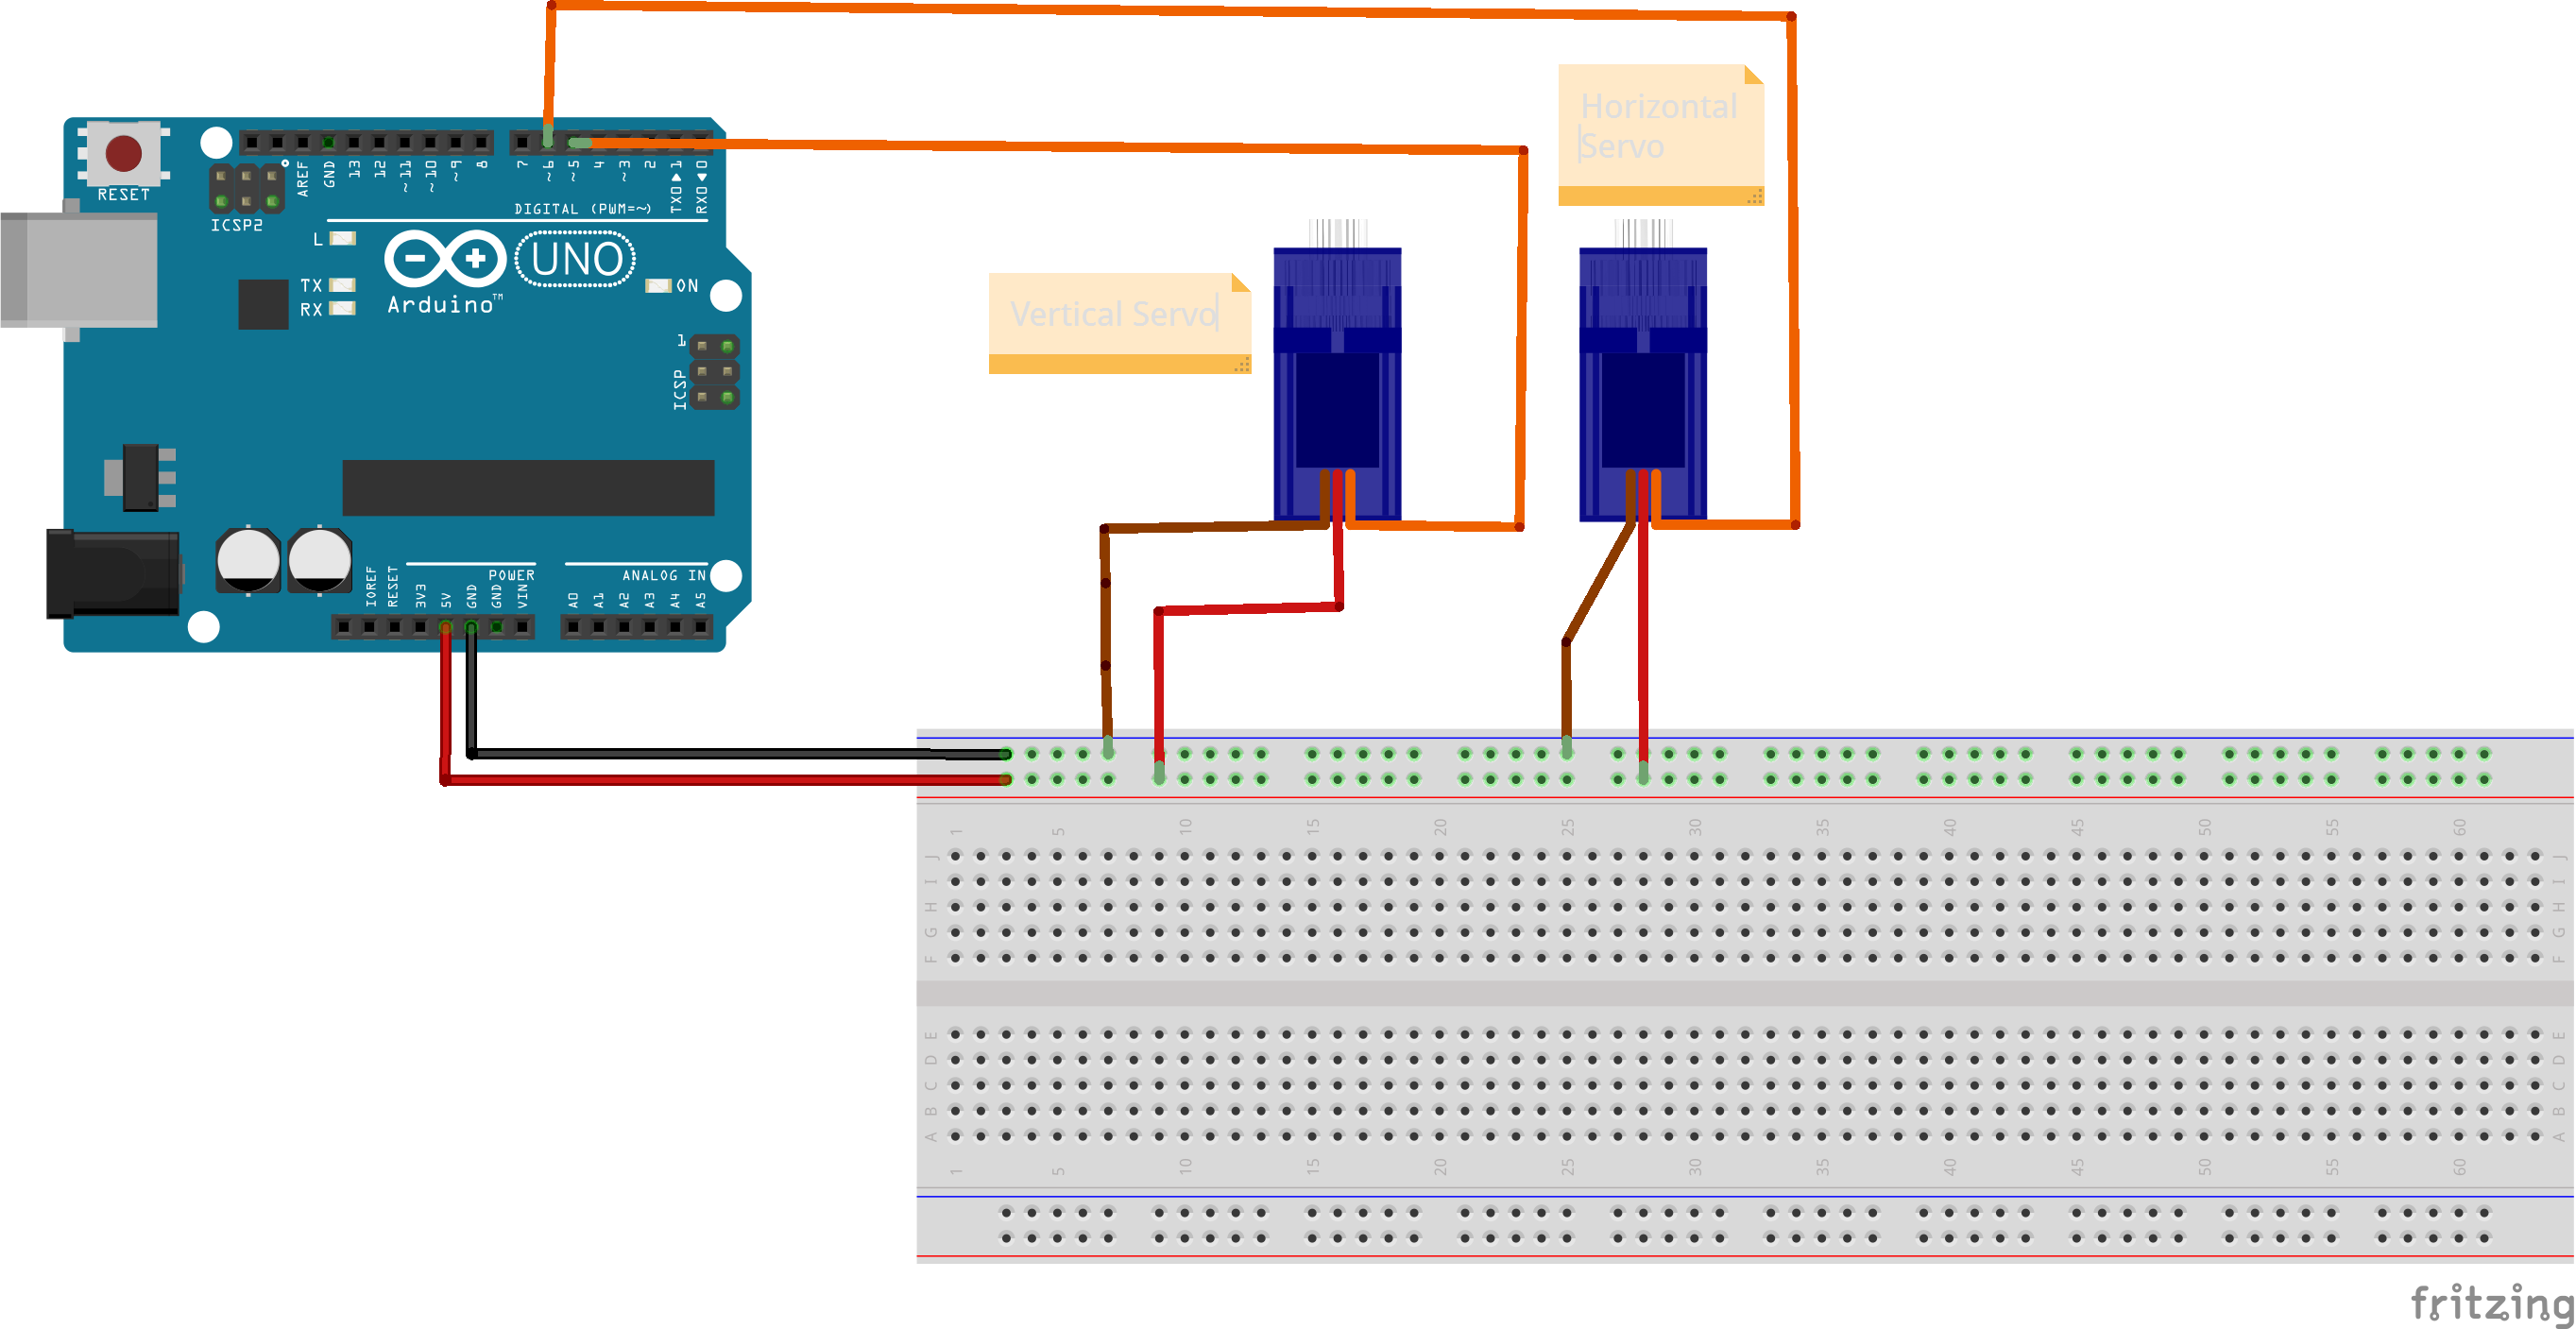 RESET
ICSP2
AREF
GND
13
12
~11
~10
~9
8
7
~6
~5
4
~3
2
TX0▶1
RX0◀0
DIGITAL (PWM=~)
L
TX
RX
Arduino™
UNO
ON
1
ICSP
Horizontal
Servo
Vertical Servo
POWER
ANALOG IN
IOREF
RESET
3V3
5V
GND
GND
VIN
A0
A1
A2
A3
A4
A5
1 5 10 15 20 25 30 35 40 45 50 55 60
J J
I I
H H
G G
F F
E E
D D
C C
B B
A A
1 5 10 15 20 25 30 35 40 45 50 55 60
fritzing